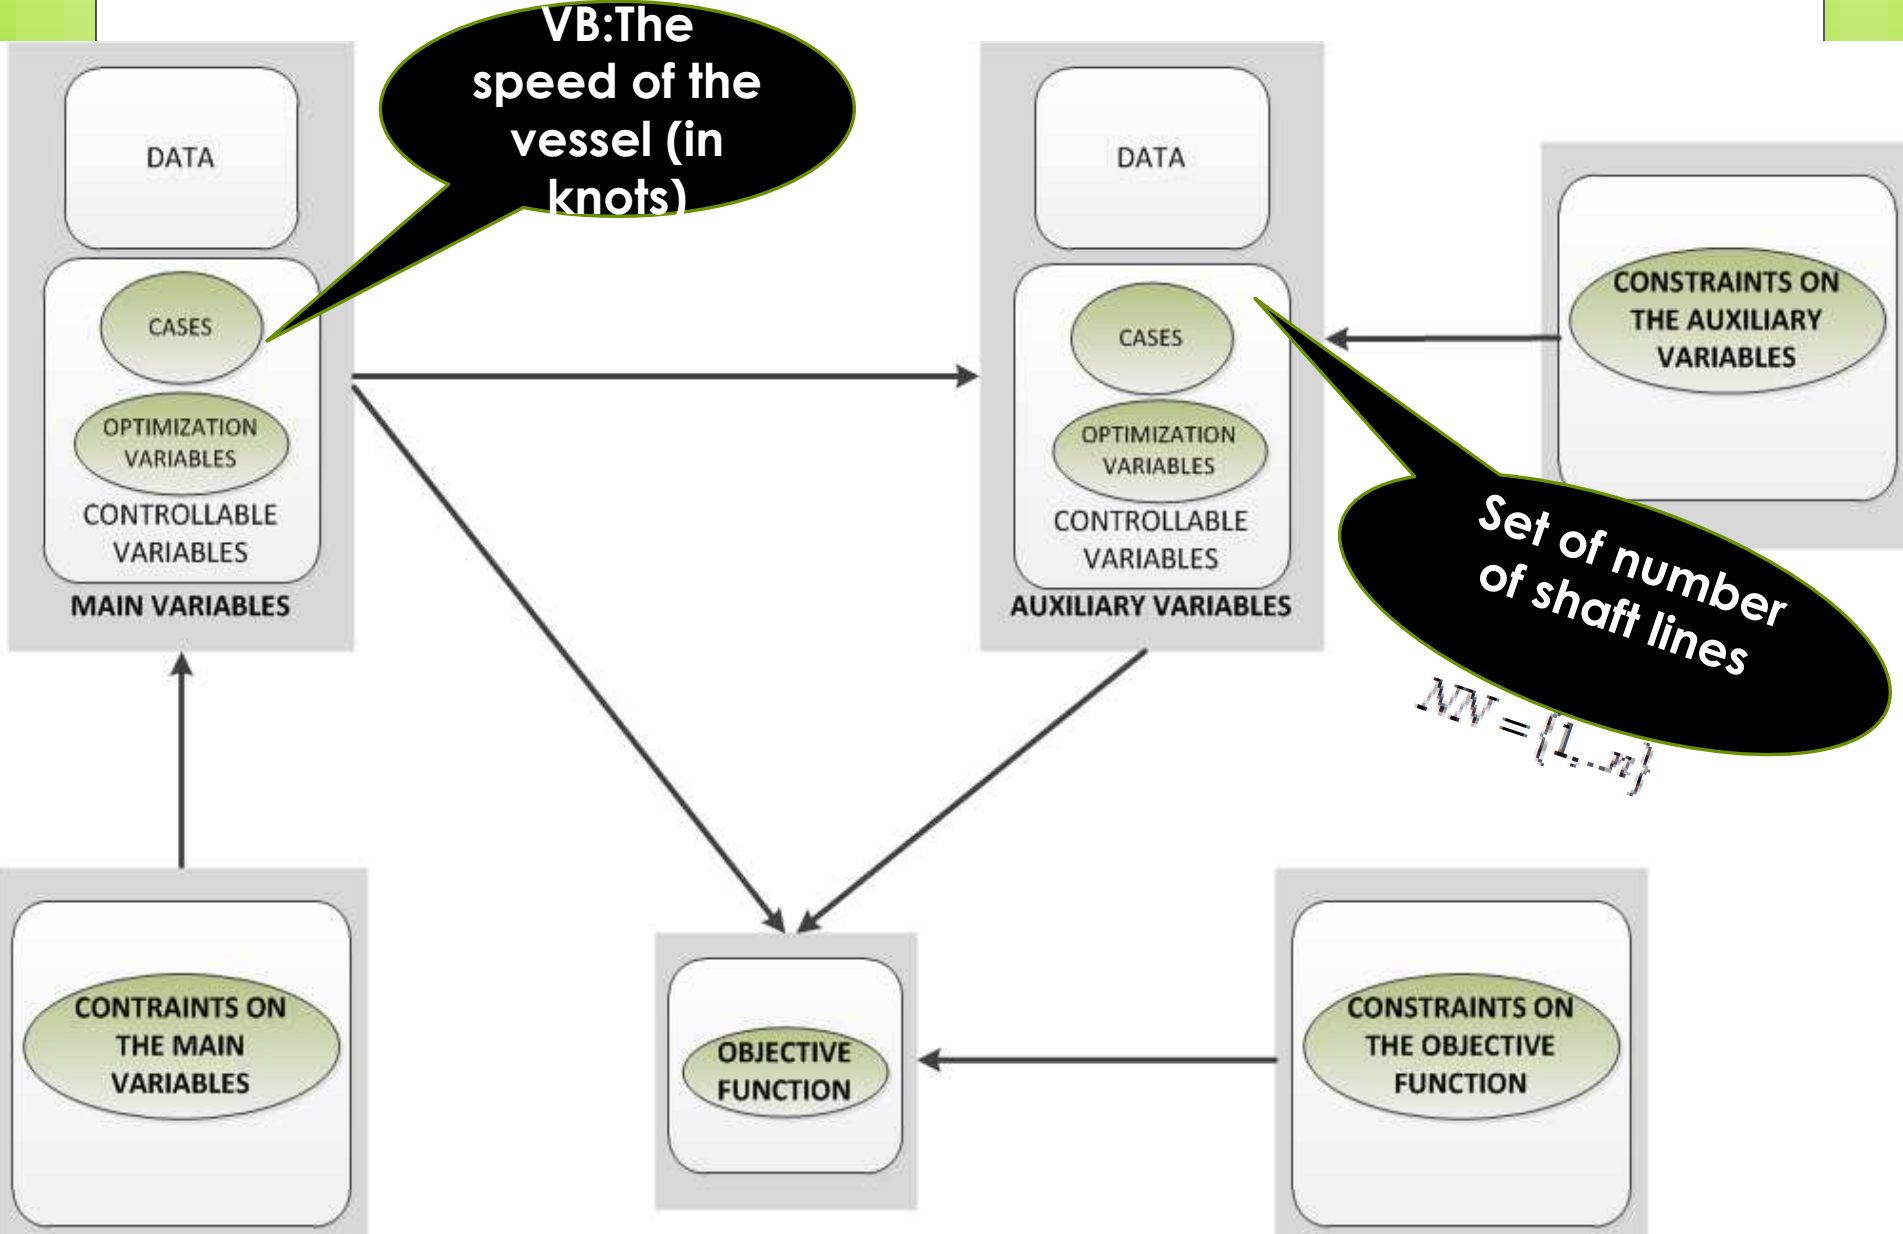 VB:The
speed of the
vessel (in
knots)
DATA
CASES
OPTIMIZATION
VARIABLES
CONTROLLABLE
VARIABLES
MAIN VARIABLES
DATA
CASES
OPTIMIZATION
VARIABLES
CONTROLLABLE
VARIABLES
AUXILIARY VARIABLES
CONSTRAINTS ON
THE AUXILIARY
VARIABLES
Set of number
of shaft lines
NN={1,..n}
CONTRAINTS ON
THE MAIN
VARIABLES
OBJECTIVE
FUNCTION
CONSTRAINTS ON
THE OBJECTIVE
FUNCTION